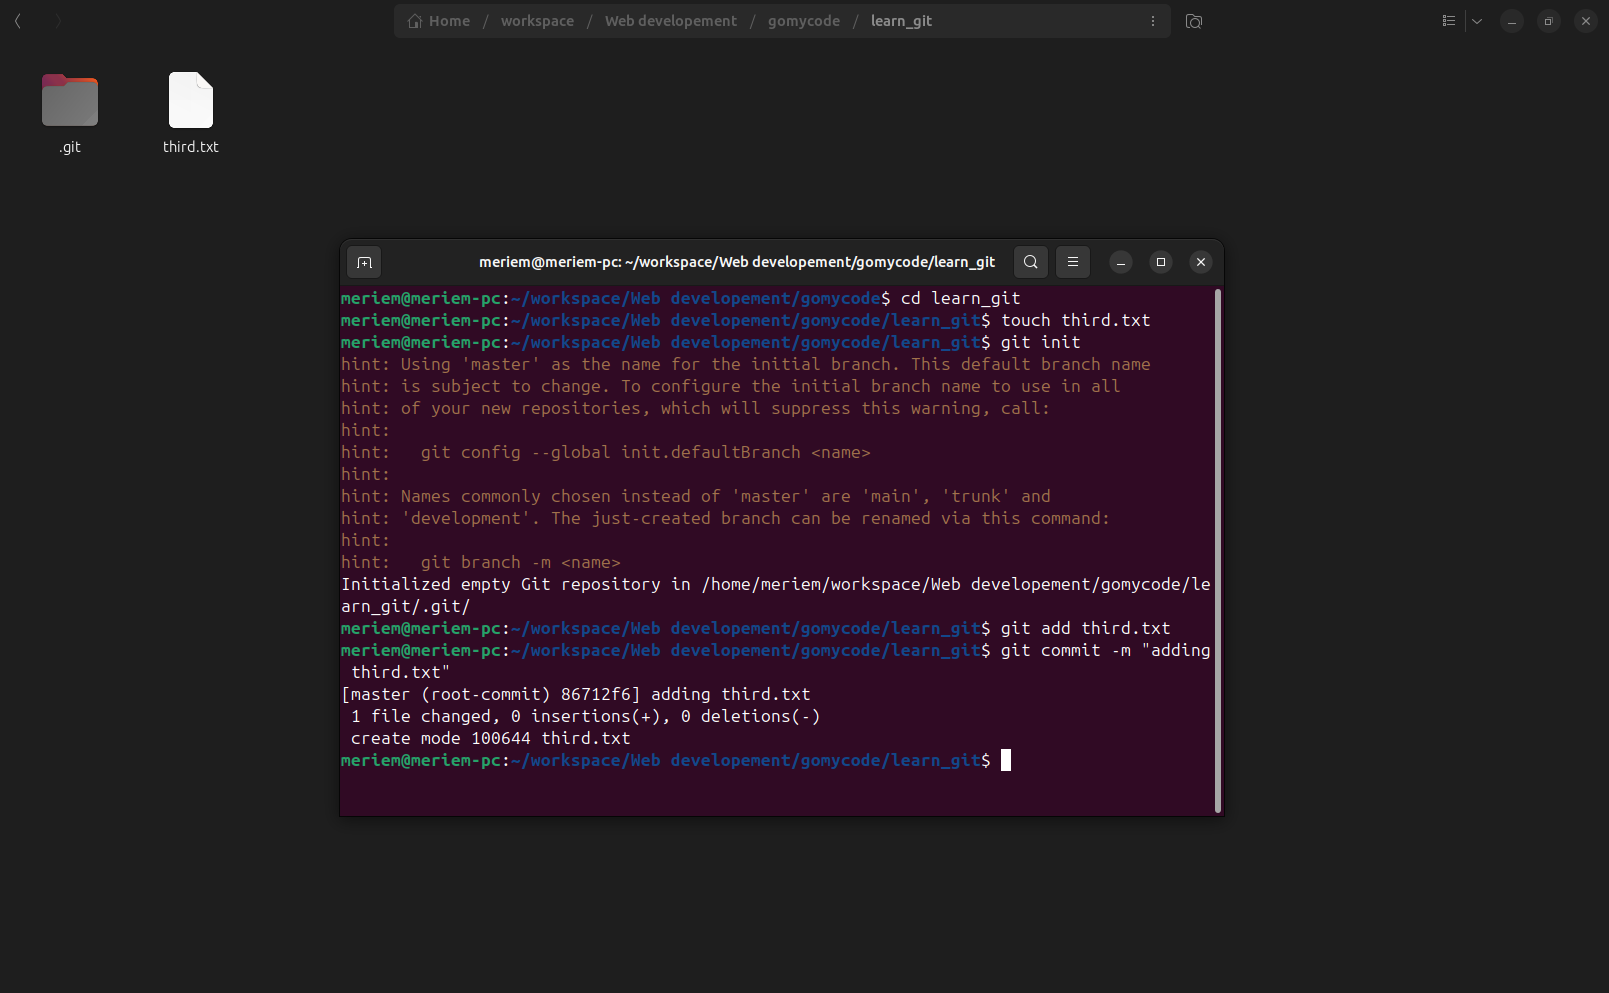 Home / workspace / Web developement / gomycode / learn_git
.git
third.txt
meriem@meriem-pc: ~/workspace/Web developement/gomycode/learn_git
meriem@meriem-pc:~/workspace/Web developement/gomycode$ cd learn_git
meriem@meriem-pc:~/workspace/Web developement/gomycode/learn_git$ touch third.txt
meriem@meriem-pc:~/workspace/Web developement/gomycode/learn_git$ git init
hint: Using 'master' as the name for the initial branch. This default branch name
hint: is subject to change. To configure the initial branch name to use in all
hint: of your new repositories, which will suppress this warning, call:
hint:
hint:   git config --global init.defaultBranch <name>
hint:
hint: Names commonly chosen instead of 'master' are 'main', 'trunk' and
hint: 'development'. The just-created branch can be renamed via this command:
hint:
hint:   git branch -m <name>
Initialized empty Git repository in /home/meriem/workspace/Web developement/gomycode/le
arn_git/.git/
meriem@meriem-pc:~/workspace/Web developement/gomycode/learn_git$ git add third.txt
meriem@meriem-pc:~/workspace/Web developement/gomycode/learn_git$ git commit -m "adding
 third.txt"
[master (root-commit) 86712f6] adding third.txt
 1 file changed, 0 insertions(+), 0 deletions(-)
 create mode 100644 third.txt
meriem@meriem-pc:~/workspace/Web developement/gomycode/learn_git$